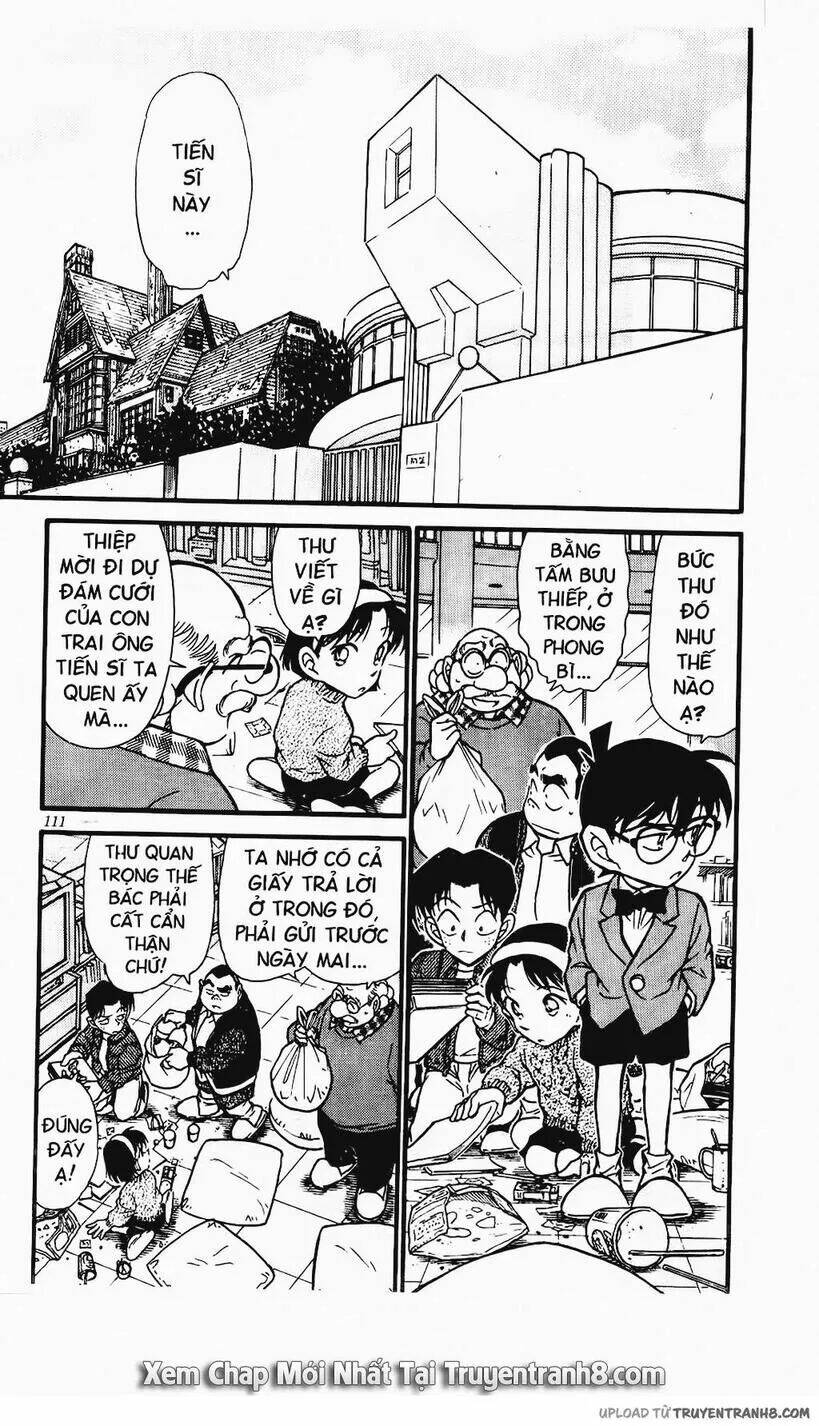 TIẾN
SĨ
NÀY
...
BỨC
THƯ
ĐÓ
NHƯ
THẾ
NÀO
Ạ?
BẰNG
TẤM BƯU
THIẾP, Ở
TRONG
PHONG
BÌ...
THƯ
VIẾT
VỀ GÌ
Ạ?
THIỆP
MỜI ĐI DỰ
ĐÁM CƯỚI
CỦA CON
TRAI ÔNG
TIẾN SĨ TA
QUEN ẤY
MÀ...
111
TA NHỚ CÓ CẢ
GIẤY TRẢ LỜI
Ở TRONG ĐÓ,
PHẢI GỬI TRƯỚC
NGÀY MAI...
THƯ QUAN
TRỌNG THẾ
BÁC PHẢI
CẤT CẨN
THẬN
CHỨ!
ĐÚNG
ĐẤY
Ạ!
Xem Chap Mới Nhất Tại Truyentranh8.com
UPLOAD TỪ TRUYENTRANH8.COM